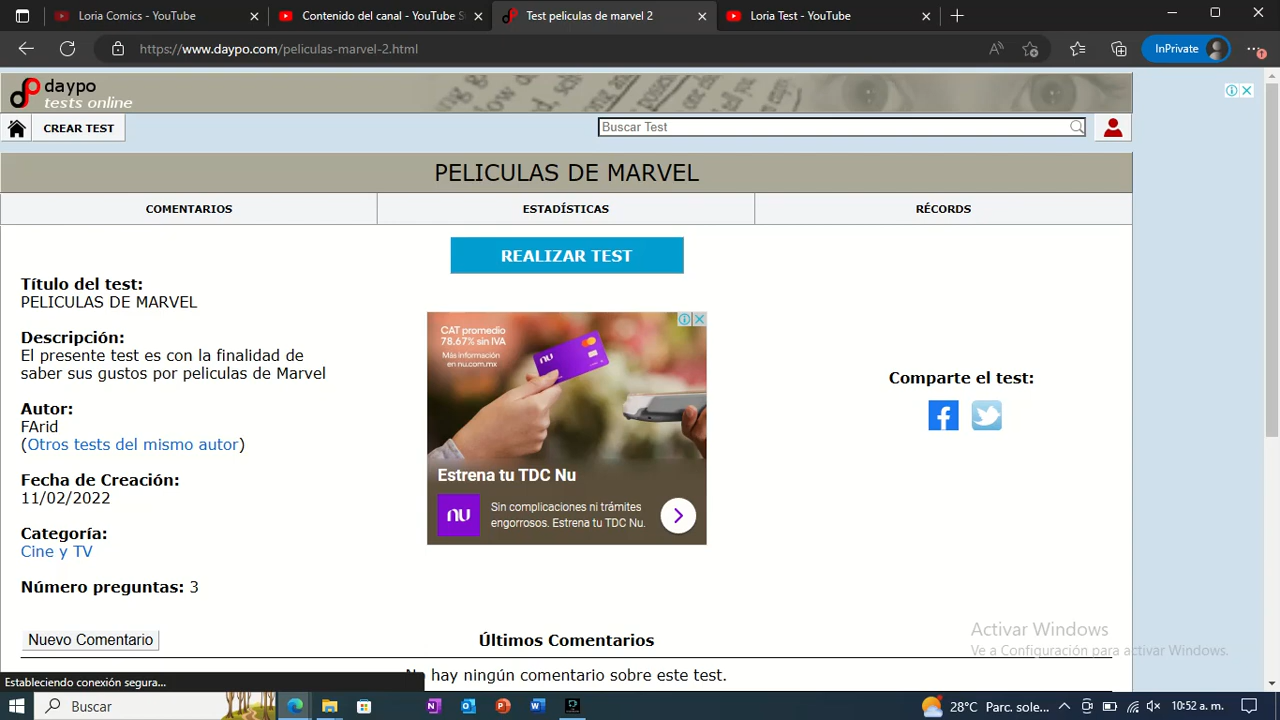 Loria Comics - YouTube
Contenido del canal - YouTube S
Test peliculas de marvel 2
Loria Test - YouTube
https://www.daypo.com/peliculas-marvel-2.html
InPrivate
daypo
tests online
CREAR TEST
Buscar Test
PELICULAS DE MARVEL
COMENTARIOS
ESTADÍSTICAS
RÉCORDS
REALIZAR TEST
Título del test:
PELICULAS DE MARVEL
Descripción:
El presente test es con la finalidad de
saber sus gustos por peliculas de Marvel
Autor:
FArid
(Otros tests del mismo autor)
Fecha de Creación:
11/02/2022
Categoría:
Cine y TV
Número preguntas: 3
CAT promedio
78.67% sin IVA
Más información
en nu.com.mx
nu
Estrena tu TDC Nu
nu
Sin complicaciones ni trámites
engorrosos. Estrena tu TDC Nu.
Comparte el test:
Nuevo Comentario
Últimos Comentarios
No hay ningún comentario sobre este test.
Activar Windows
Ve a Configuración para activar Windows.
Estableciendo conexión segura...
Buscar
28°C Parc. sole...
10:52 a. m.